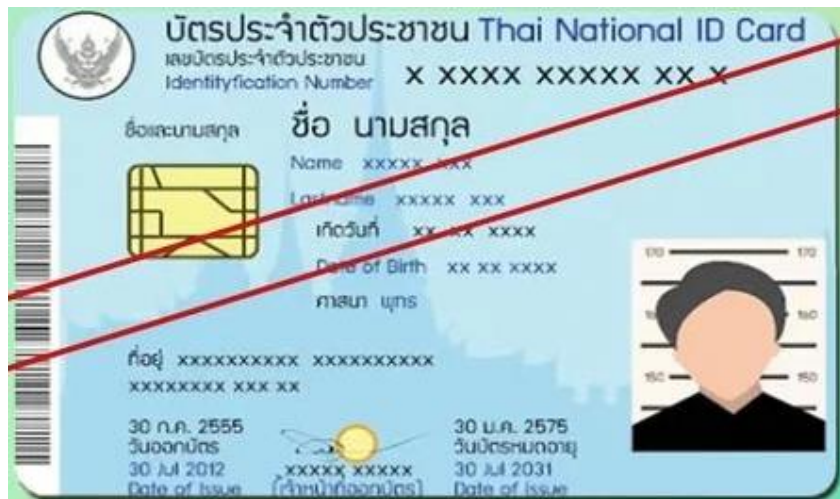 บัตรประจำตัวประชาชน Thai National ID Card
เลขบัตรประจำตัวประชาชน
Identityfication Number X XXXX XXXXX XX X
ชื่อและนามสกุล ชื่อ นามสกุล
Name xxxxx xxx
Lastname xxxxx xxx
เกิดวันที่ xx xx xxxx
Date of Birth xx xx xxxx
ศาสนา พุทธ
ที่อยู่ xxxxxxxxxx xxxxxxxxxx
xxxxxxxx xxx xx
170 170
160
150 150
30 ก.ค. 2555 30 ม.ค. 2575
วันออกบัตร วันบัตรหมดอายุ
30 Jul 2012 xxxxx xxxxx 30 Jul 2031
Date of Issue (เจ้าหน้าที่ออกบัตร) Date of Issue